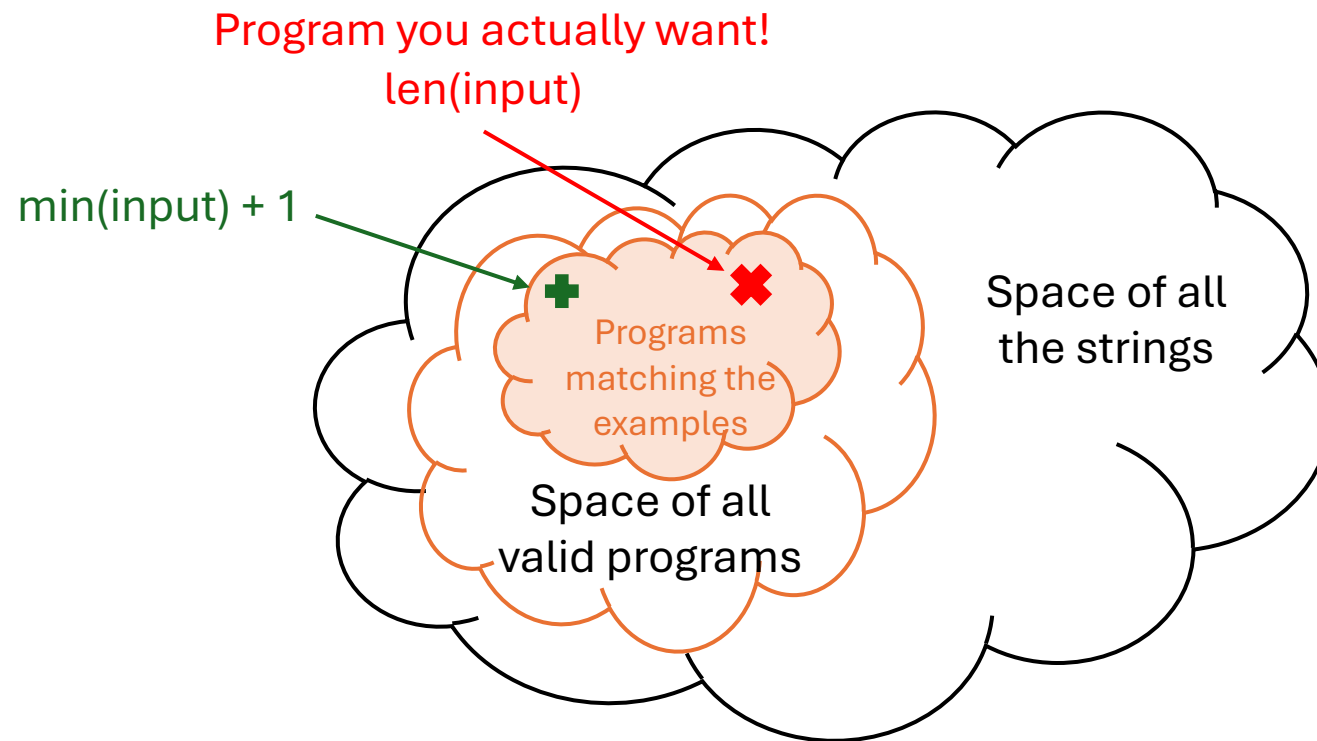 Program you actually want!
len(input)
min(input) + 1
Space of all
the strings
Programs
matching the
examples
Space of all
valid programs